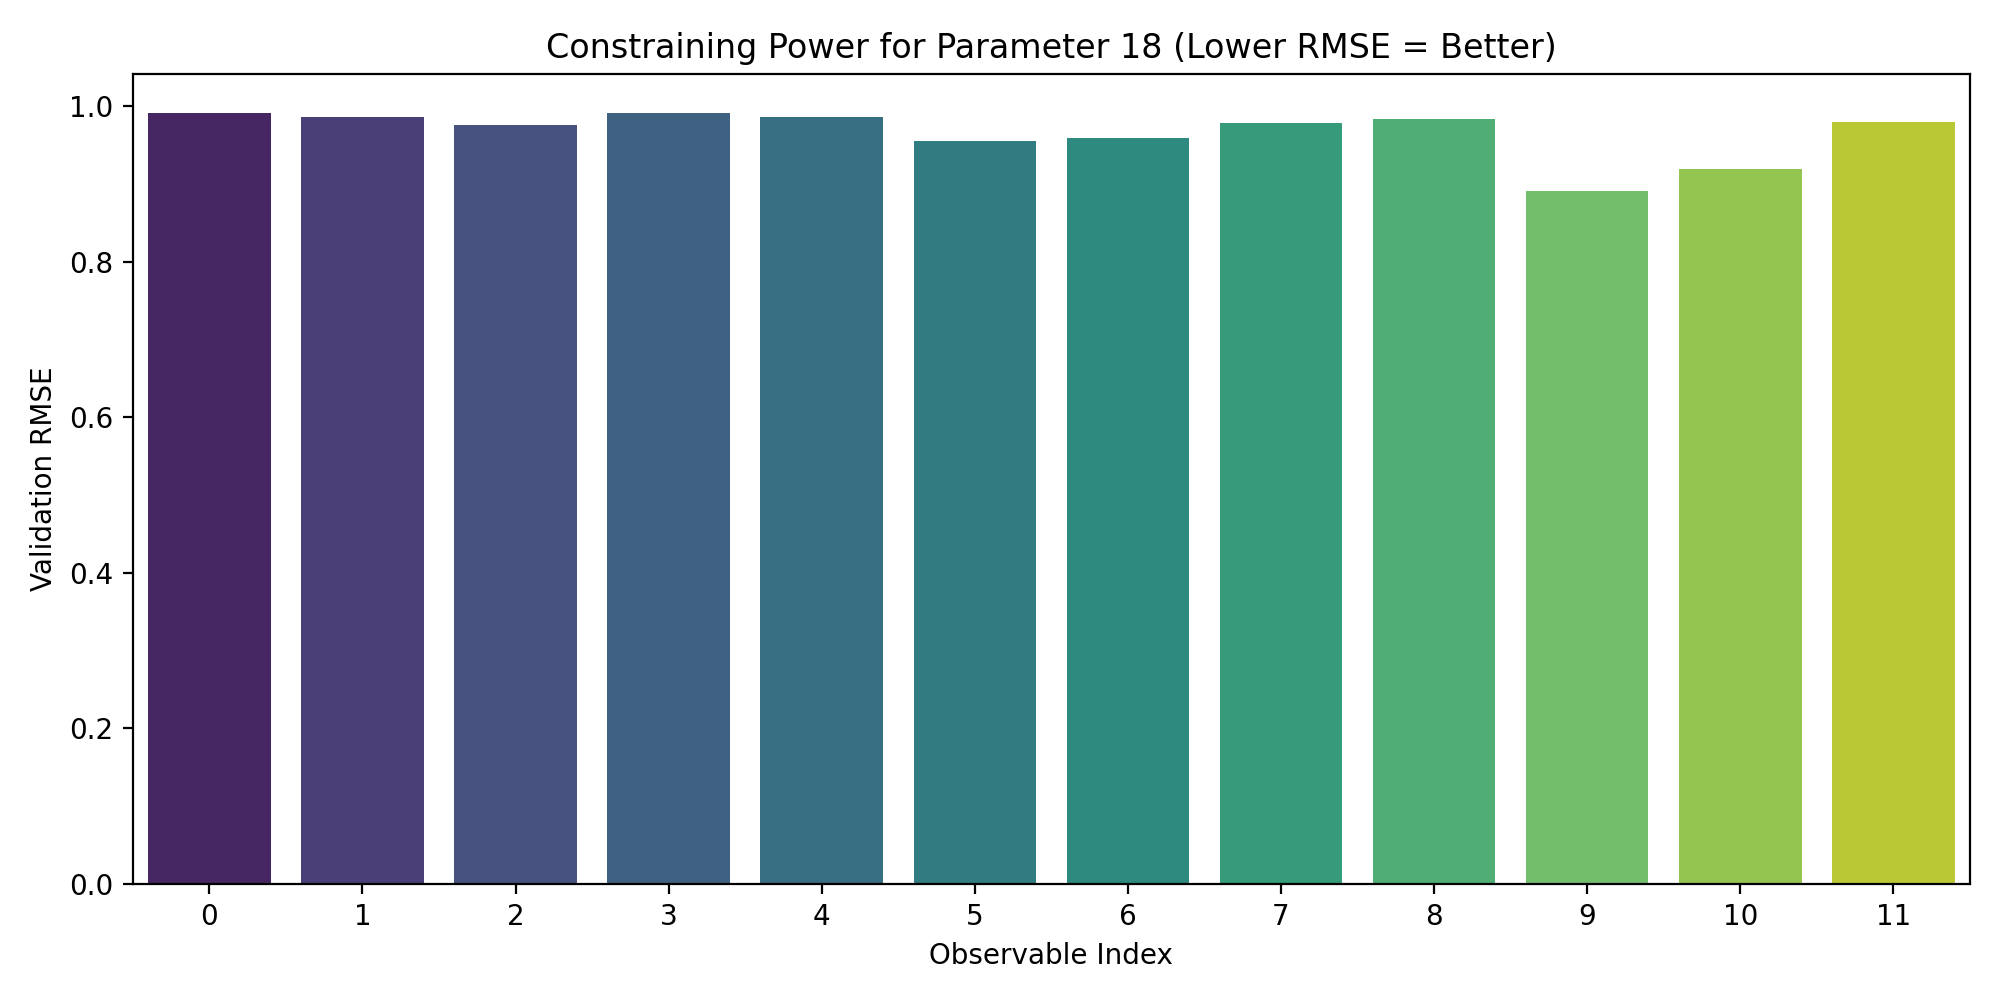 Constraining Power for Parameter 18 (Lower RMSE = Better)
1.0
0.8
0.6
0.4
0.2
0.0
Validation RMSE
0 1 2 3 4 5 6 7 8 9 10 11
Observable Index